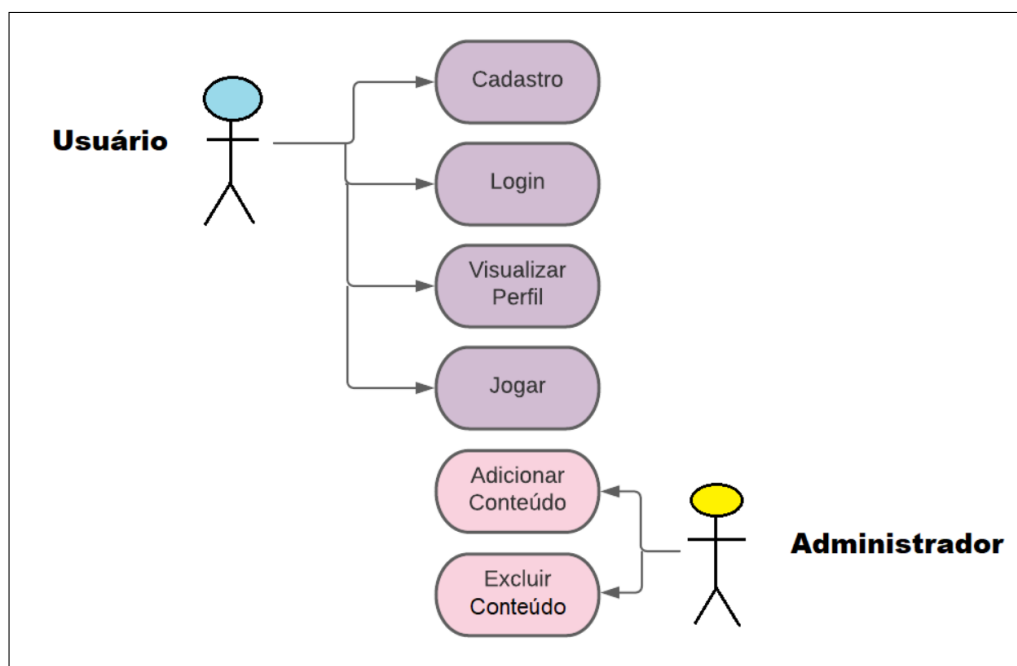 Cadastro
Usuário
Login
Visualizar
Perfil
Jogar
Adicionar
Conteúdo
Administrador
Excluir
Conteúdo